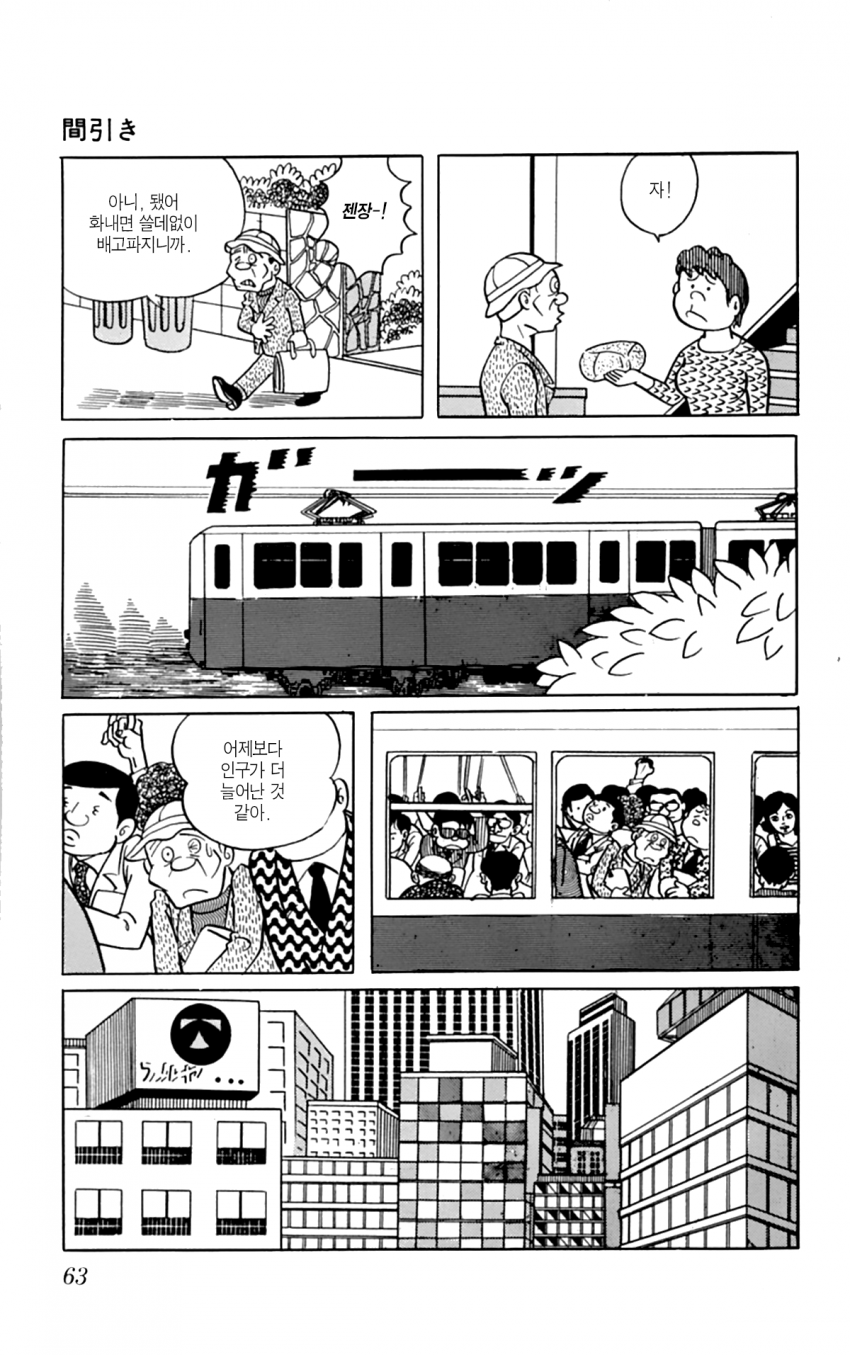 間引き
자!
젠장-!
아니, 됐어
화내면 쓸데없이
배고파지니까.
ガーッ
어제보다
인구가 더
늘어난 것
같아.
63